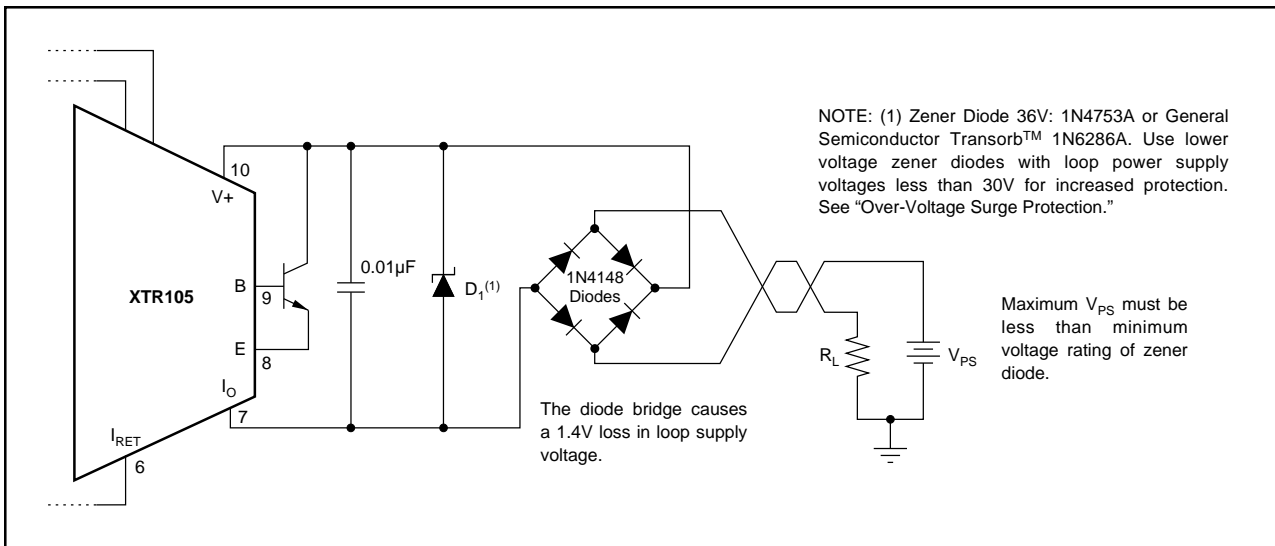 NOTE: (1) Zener Diode 36V: 1N4753A or General
Semiconductor Transorb™ 1N6286A. Use lower
voltage zener diodes with loop power supply
voltages less than 30V for increased protection.
See “Over-Voltage Surge Protection.”
10
V+
XTR105
B
9
E
8
I_O
7
I_RET
6
0.01µF
D_1^(1)
1N4148
Diodes
R_L
V_PS
Maximum V_PS must be
less than minimum
voltage rating of zener
diode.
The diode bridge causes
a 1.4V loss in loop supply
voltage.